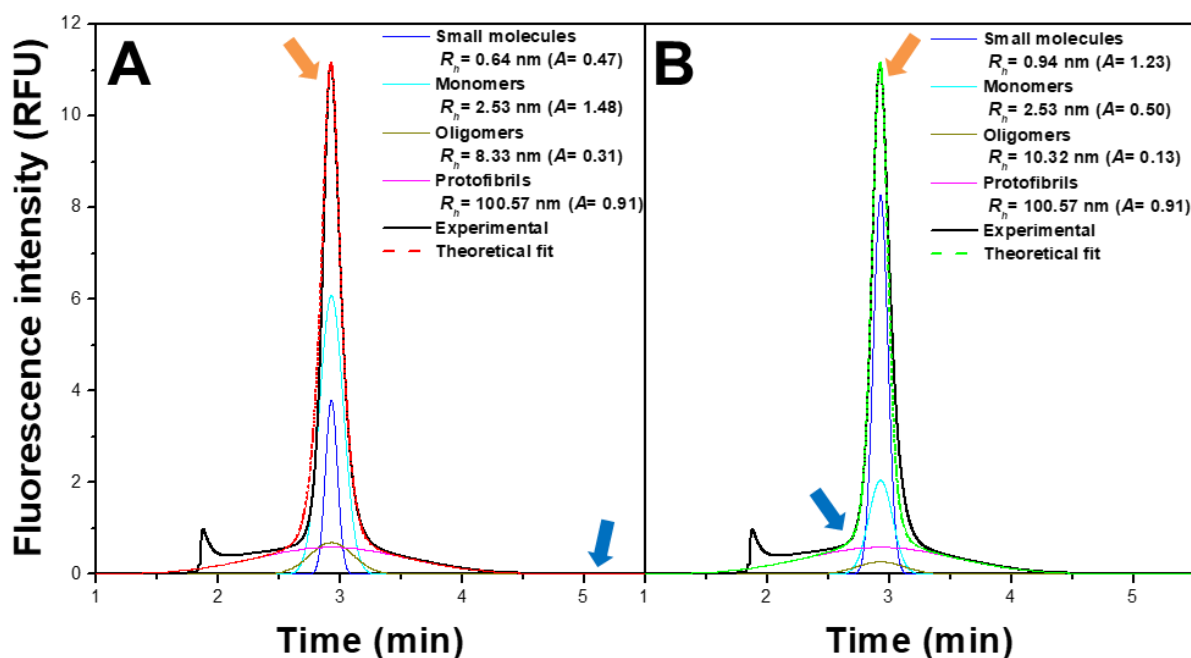 A
Small molecules
Rh= 0.64 nm (A= 0.47)
Monomers
Rh= 2.53 nm (A= 1.48)
Oligomers
Rh= 8.33 nm (A= 0.31)
Protofibrils
Rh= 100.57 nm (A= 0.91)
Experimental
Theoretical fit
B
Small molecules
Rh= 0.94 nm (A= 1.23)
Monomers
Rh= 2.53 nm (A= 0.50)
Oligomers
Rh= 10.32 nm (A= 0.13)
Protofibrils
Rh= 100.57 nm (A= 0.91)
Experimental
Theoretical fit
Fluorescence intensity (RFU)
12
10
8
6
4
2
0
1 2 3 4 5 1 2 3 4 5
Time (min) Time (min)